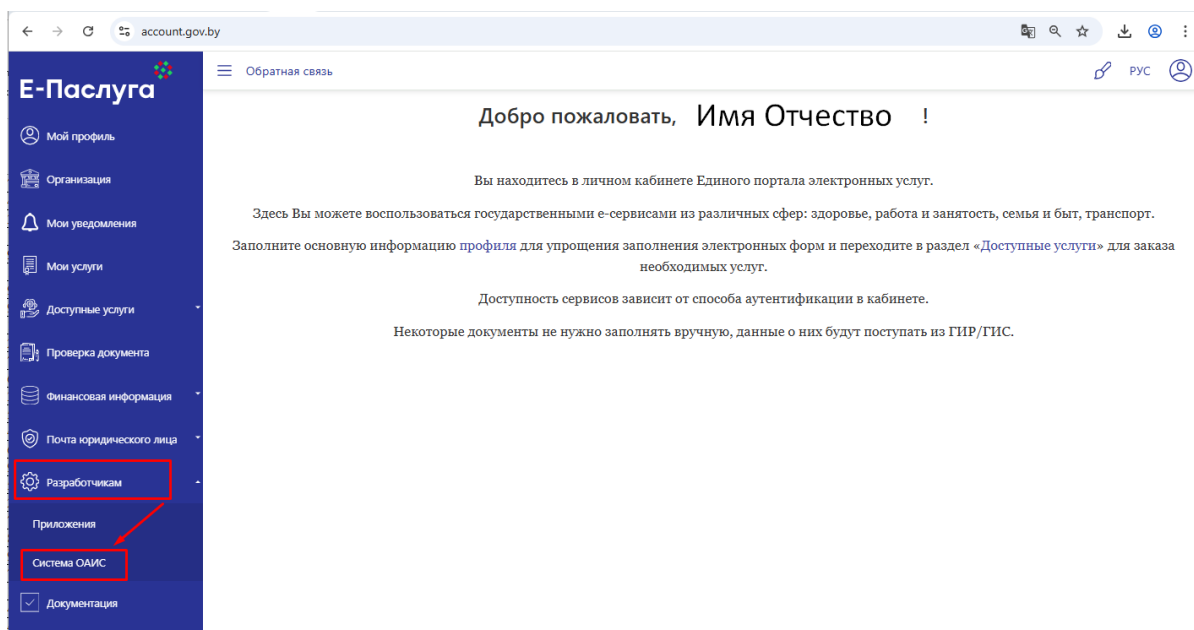 account.gov.by
Е-Паслуга
Обратная связь
РУС
Мой профиль
Организация
Мои уведомления
Мои услуги
Доступные услуги
Проверка документа
Финансовая информация
Почта юридического лица
Разработчикам
Приложения
Система ОАИС
Документация
Добро пожаловать, Имя Отчество !
Вы находитесь в личном кабинете Единого портала электронных услуг.
Здесь Вы можете воспользоваться государственными е-сервисами из различных сфер: здоровье, работа и занятость, семья и быт, транспорт.
Заполните основную информацию профиля для упрощения заполнения электронных форм и переходите в раздел «Доступные услуги» для заказа
необходимых услуг.
Доступность сервисов зависит от способа аутентификации в кабинете.
Некоторые документы не нужно заполнять вручную, данные о них будут поступать из ГИР/ГИС.